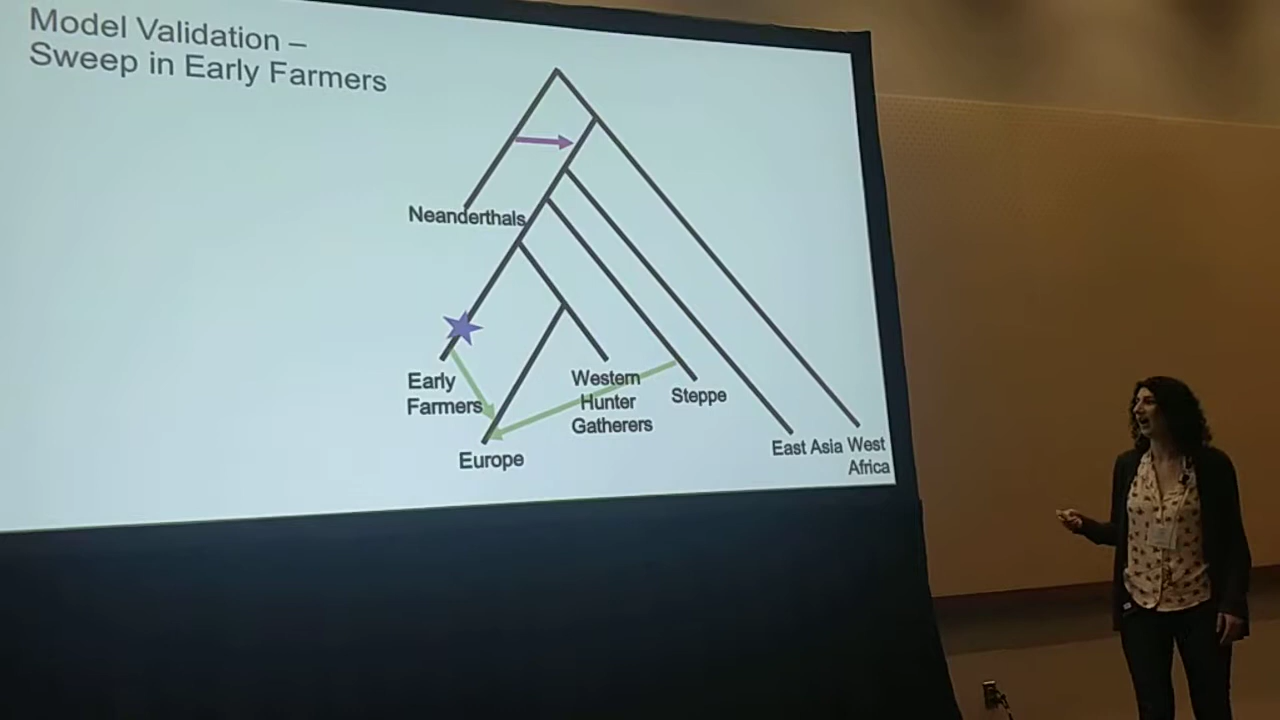 Model Validation –
Sweep in Early Farmers
Neanderthals
Early
Farmers
Western
Hunter
Gatherers
Steppe
Europe
East Asia
West
Africa